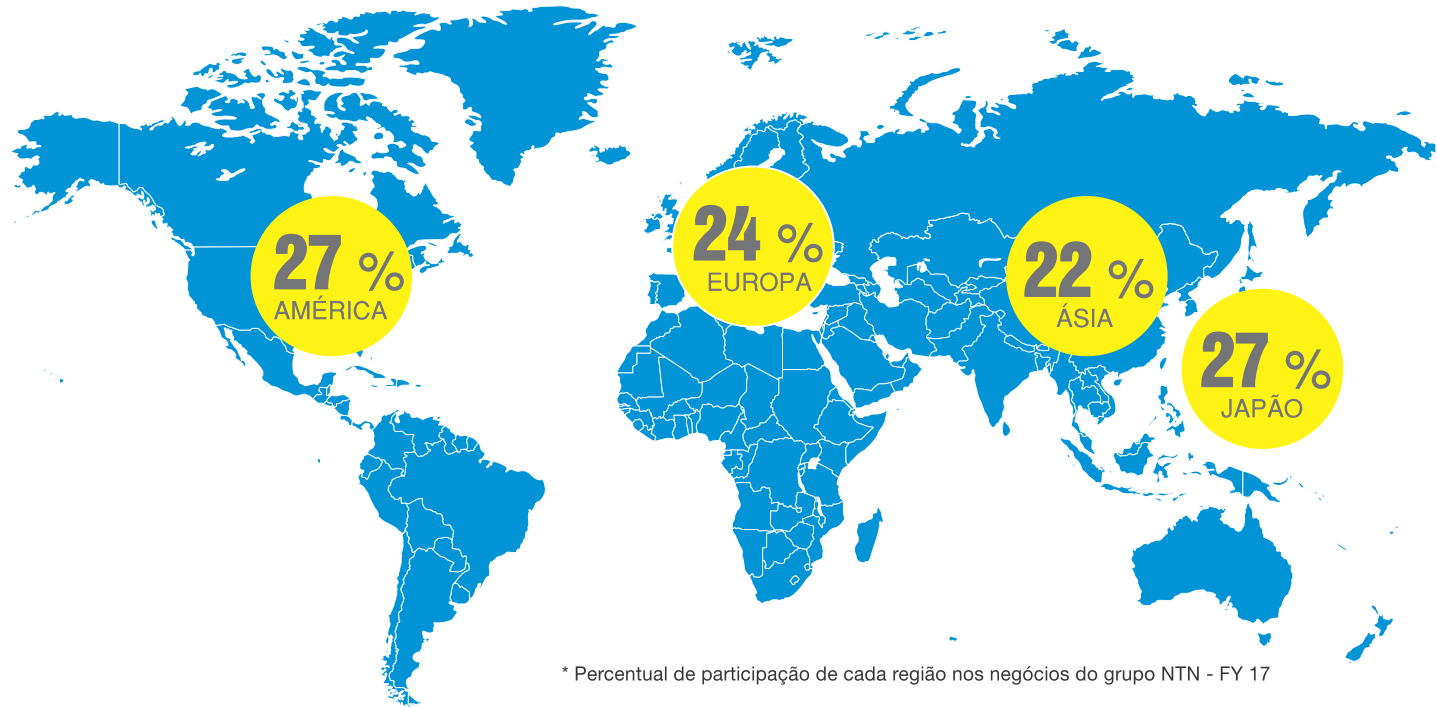 27 %
AMÉRICA
24 %
EUROPA
22 %
ÁSIA
27 %
JAPÃO
* Percentual de participação de cada região nos negócios do grupo NTN - FY 17